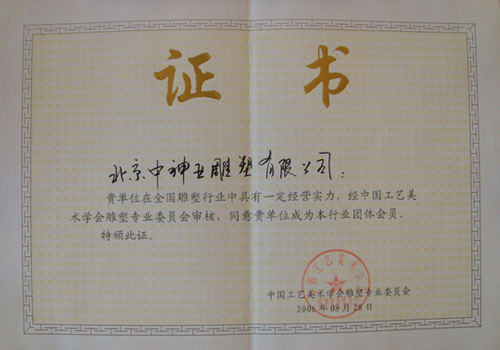 证书
北京中神亚雕塑有限公司：
贵单位在全国雕塑行业中具有一定经营实力，经中国工艺美
术学会雕塑专业委员会审核，同意贵单位成为本行业团体会员。
特颁此证。
中国工艺美术学会雕塑专业委员会
2006年08月28日